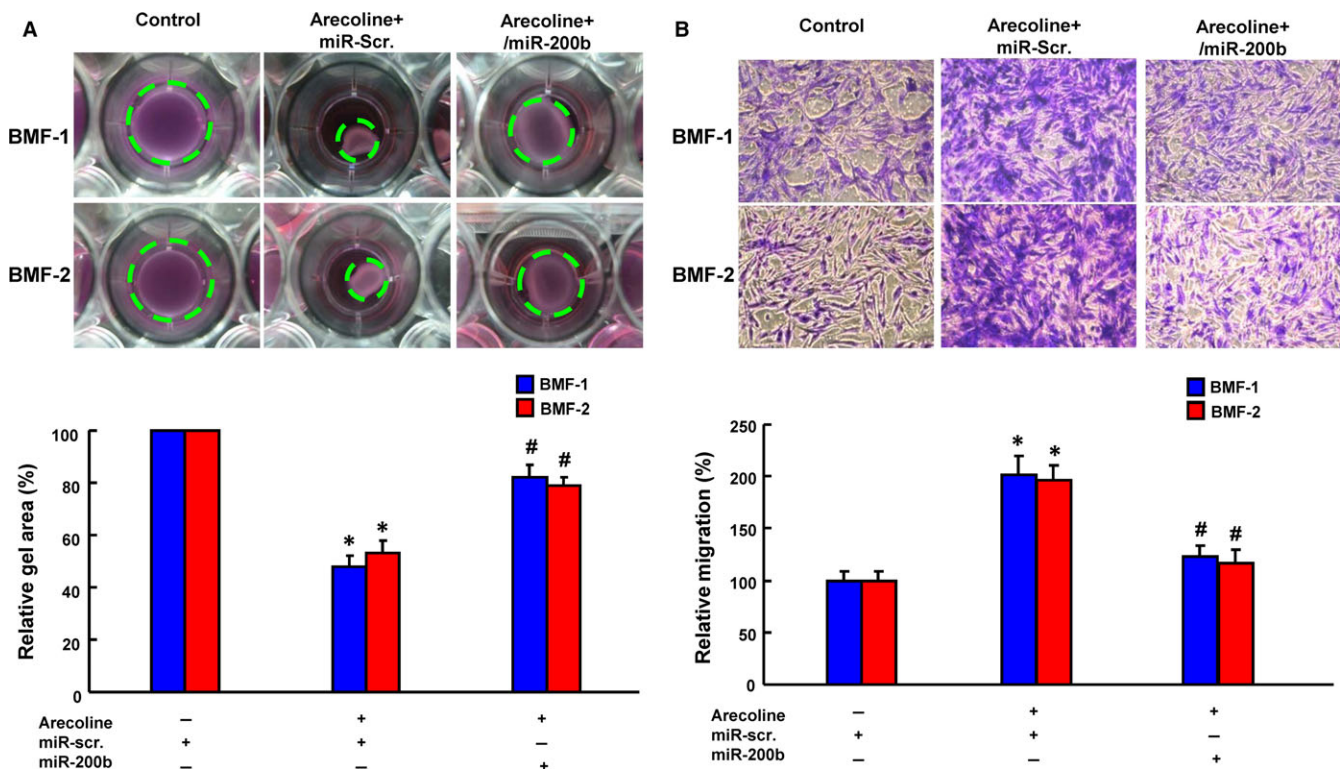 A
Control
Arecoline+
miR-Scr.
Arecoline+
/miR-200b
BMF-1
BMF-2
BMF-1
BMF-2
Relative gel area (%)
100
80
60
40
20
0
* * # #
Arecoline – + +
miR-scr. + + –
miR-200b – – +
B
Control
Arecoline+
miR-Scr.
Arecoline+
/miR-200b
BMF-1
BMF-2
BMF-1
BMF-2
Relative migration (%)
250
200
150
100
50
0
* * # #
Arecoline – + +
miR-scr. + + –
miR-200b – – +